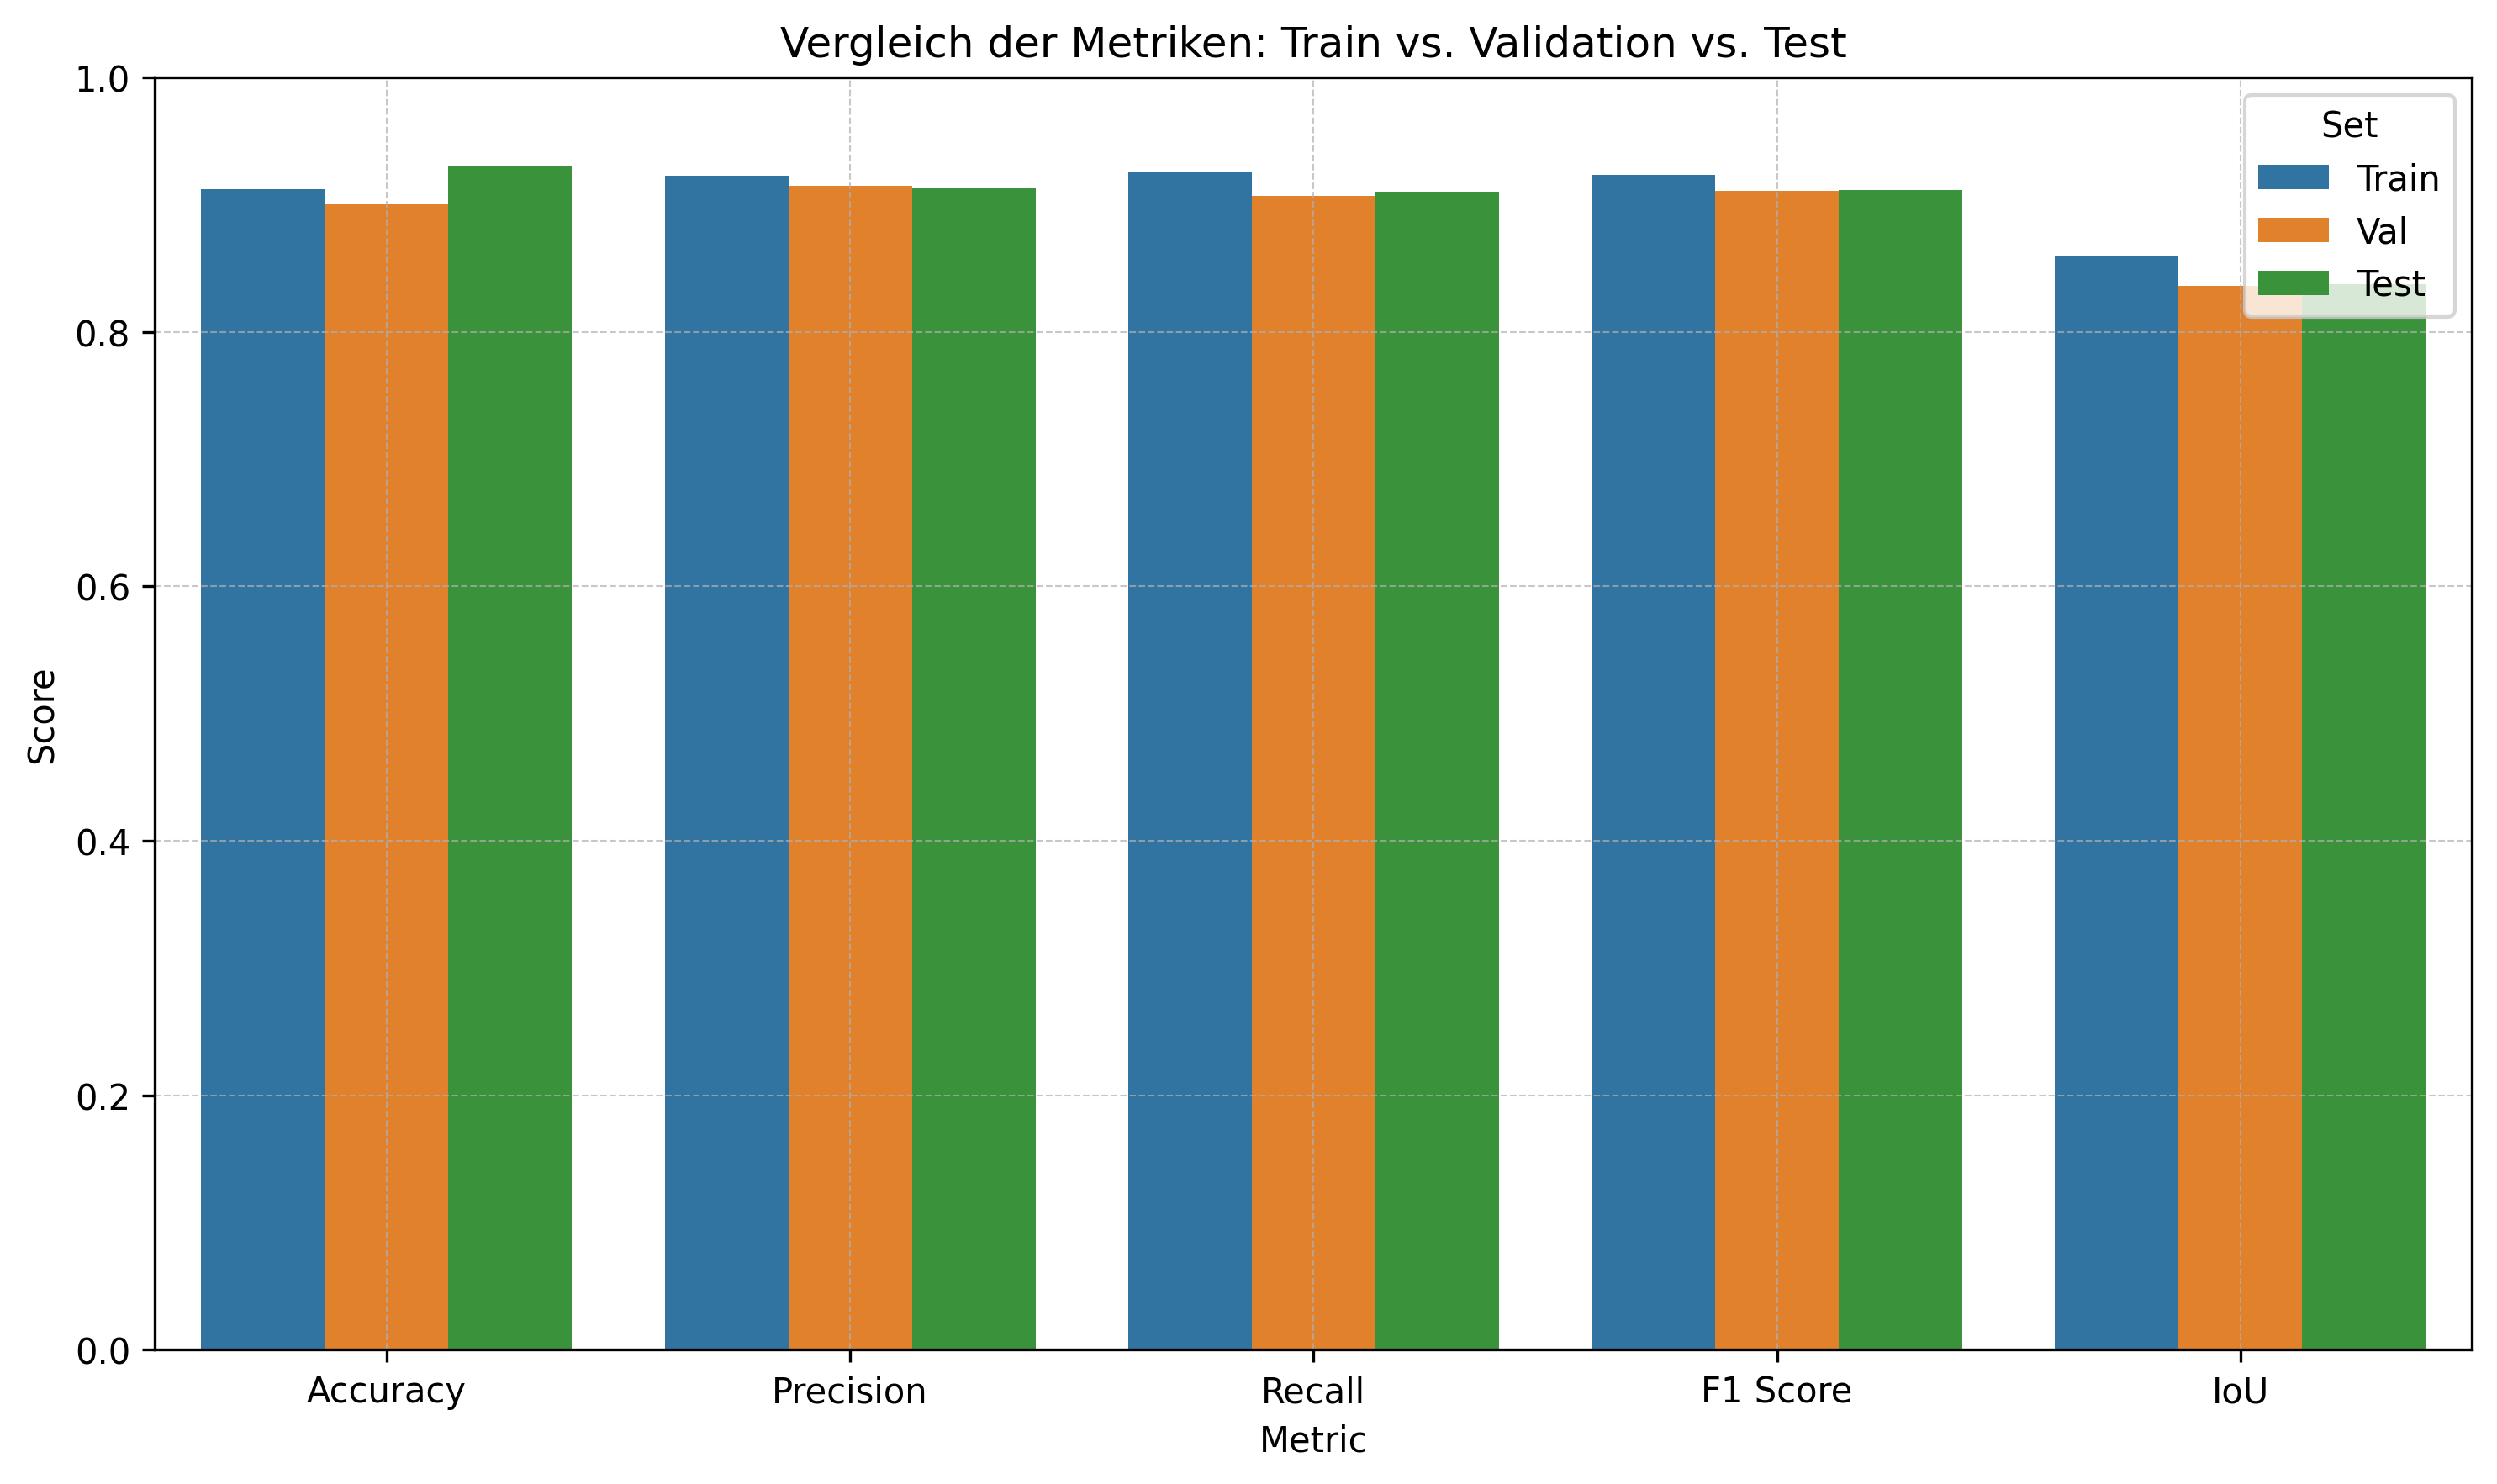 Vergleich der Metriken: Train vs. Validation vs. Test
1.0
0.8
0.6
0.4
0.2
0.0
Score
Set
Train
Val
Test
Accuracy
Precision
Recall
F1 Score
IoU
Metric